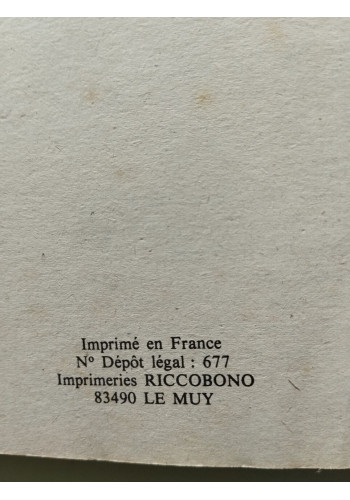 Imprimé en France
N° Dépôt légal : 677
Imprimeries RICCOBONO
83490 LE MUY